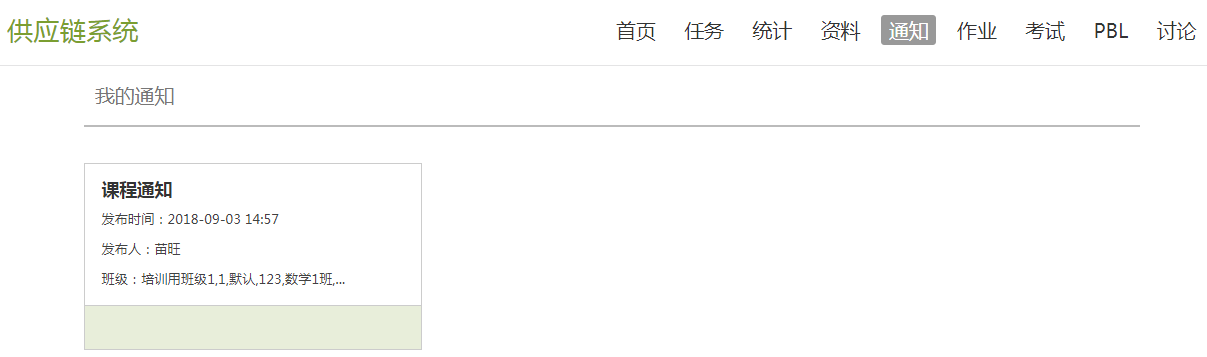 供应链系统 首页 任务 统计 资料 通知 作业 考试 PBL 讨论
我的通知
课程通知
发布时间：2018-09-03 14:57
发布人：苗旺
班级：培训用班级1,1,默认,123,数学1班,...